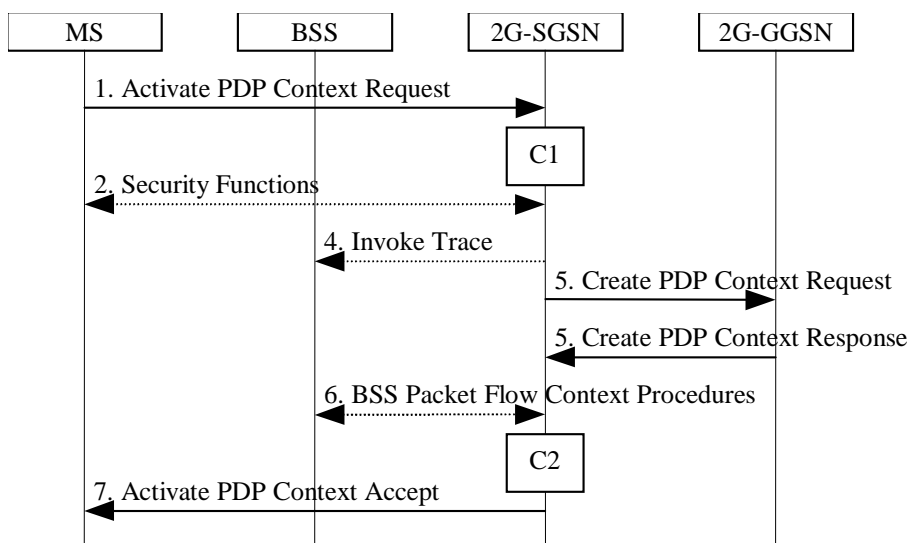 MS
BSS
2G-SGSN
2G-GGSN
1. Activate PDP Context Request
C1
2. Security Functions
4. Invoke Trace
5. Create PDP Context Request
5. Create PDP Context Response
6. BSS Packet Flow Context Procedures
C2
7. Activate PDP Context Accept